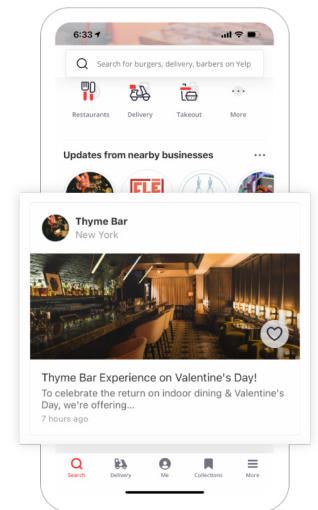 6:33
Search for burgers, delivery, barbers on Yelp
Restaurants Delivery Takeout More
Updates from nearby businesses
FLÉ
Thyme Bar
New York
Thyme Bar Experience on Valentine's Day!
To celebrate the return on indoor dining & Valentine's
Day, we're offering...
7 hours ago
Search Delivery Me Collections More